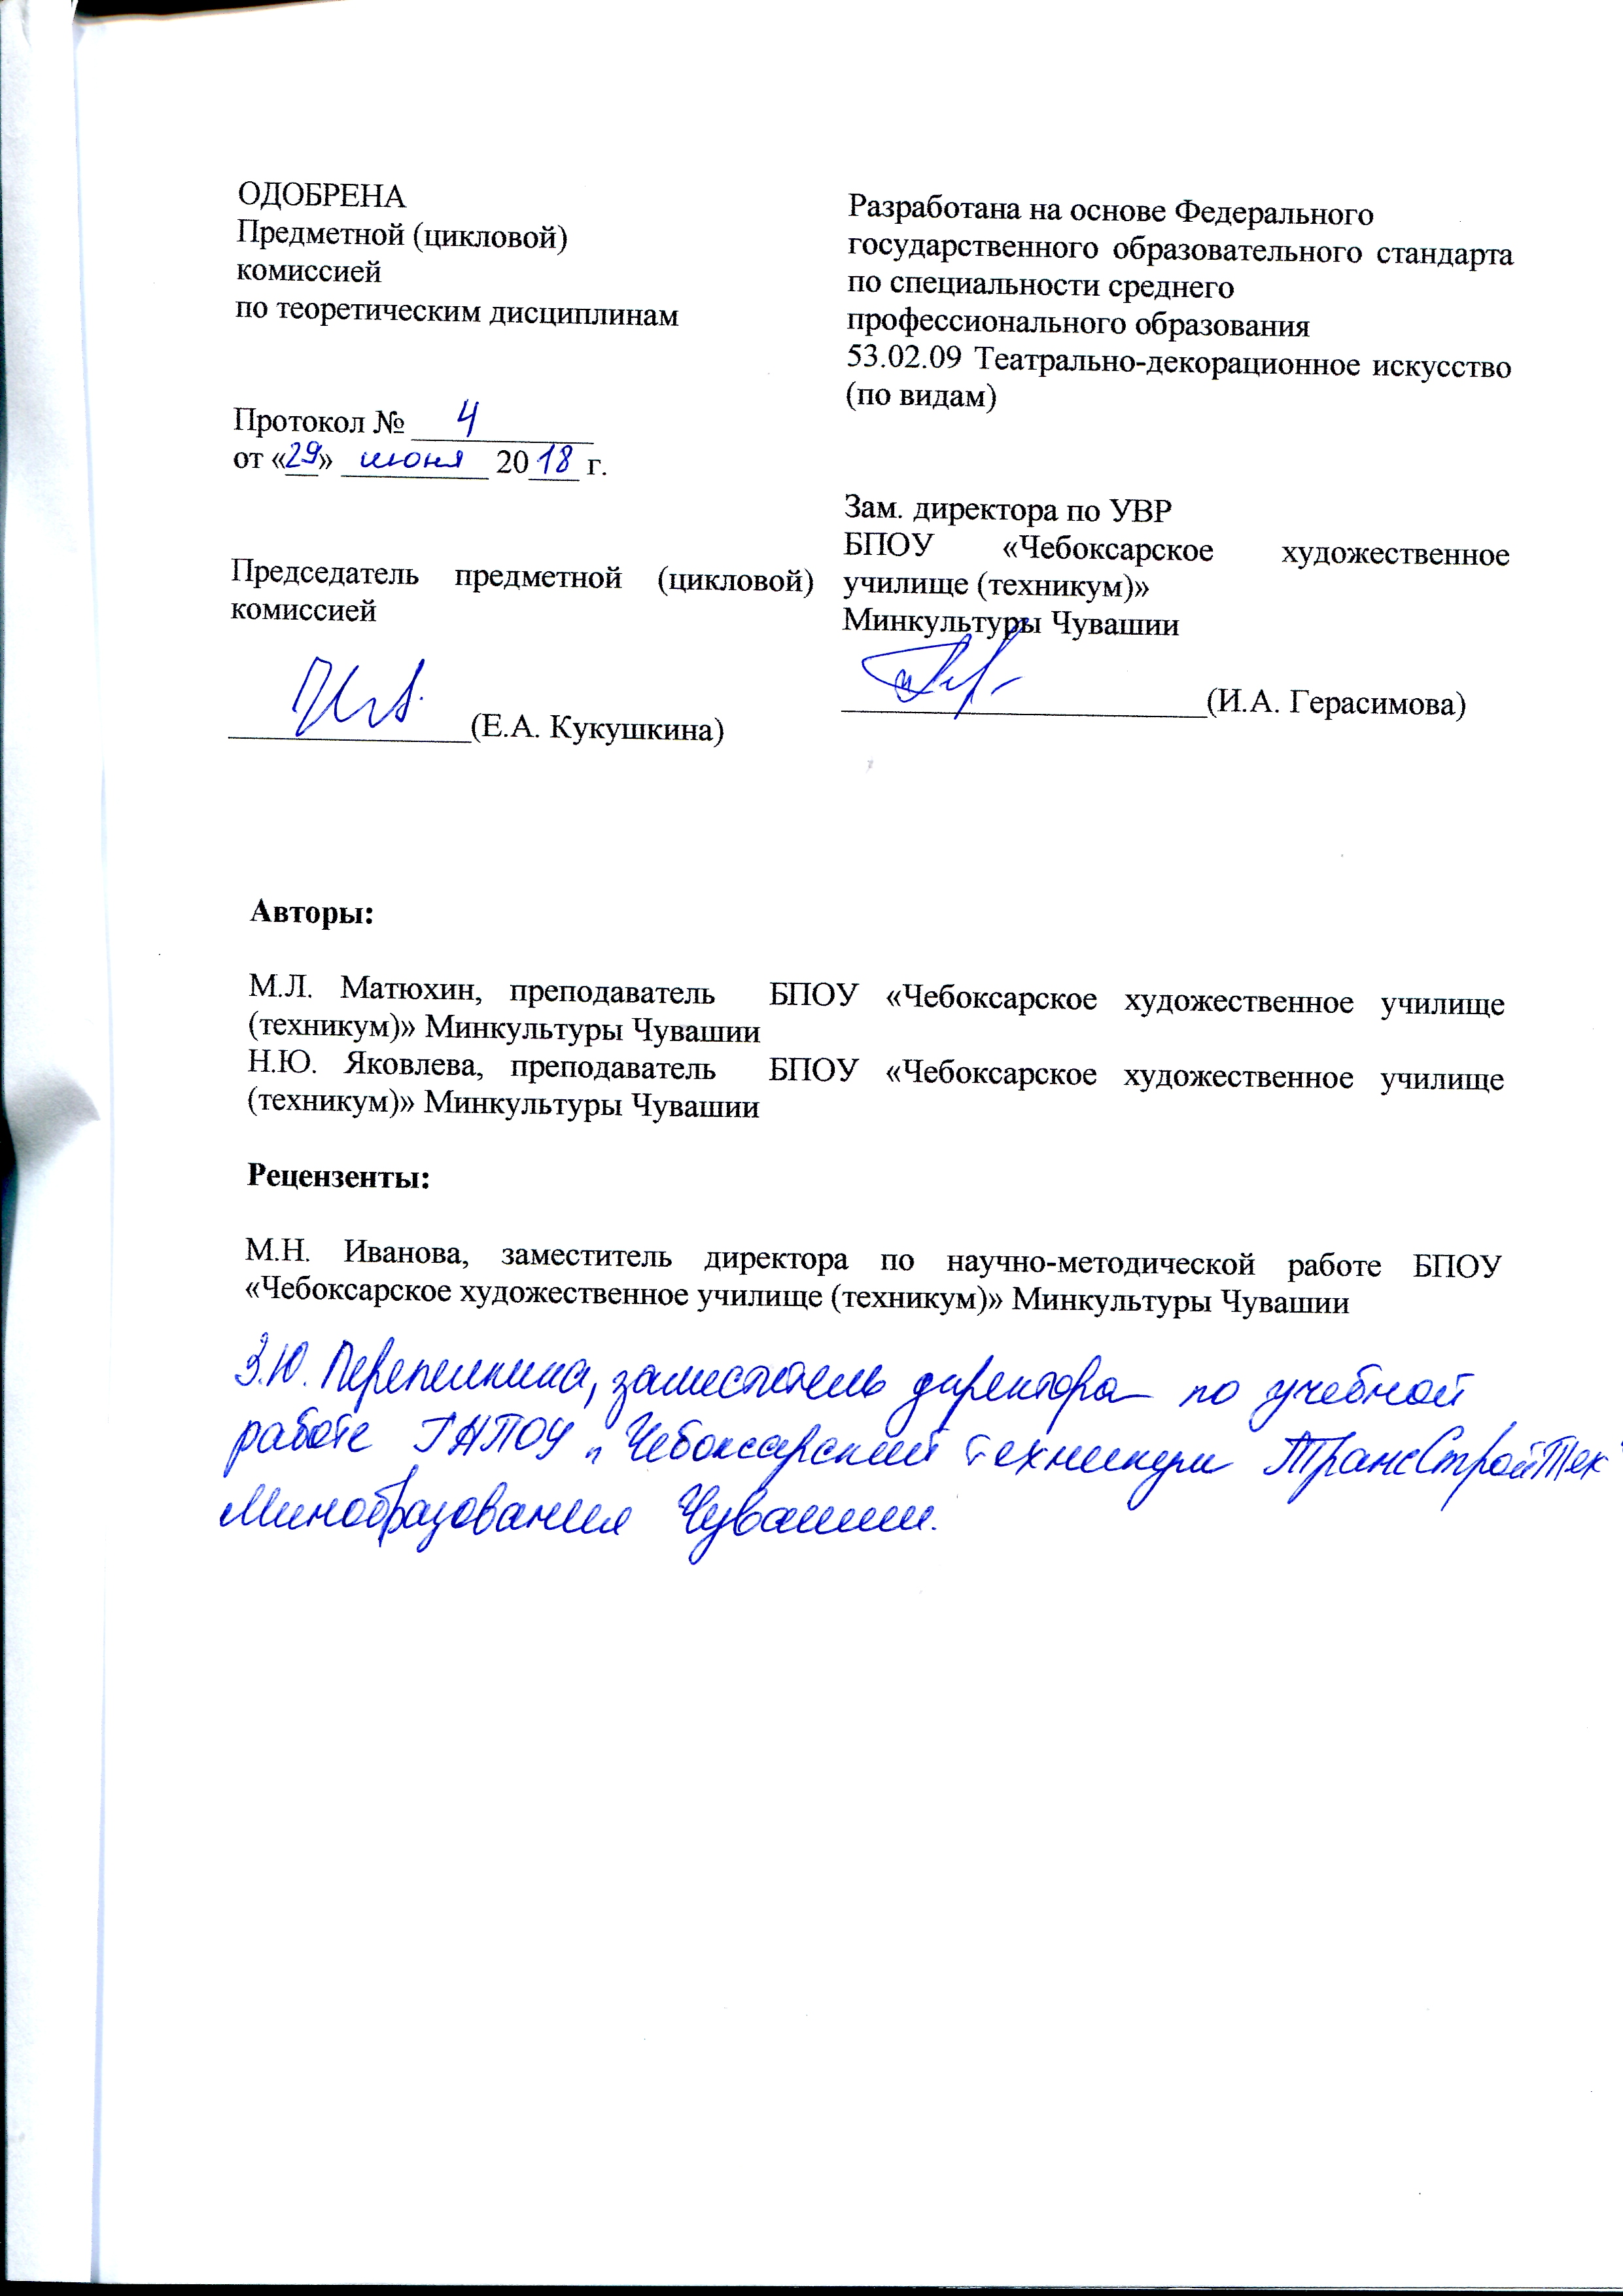 ОДОБРЕНА
Предметной (цикловой)
комиссией
по теоретическим дисциплинам
Протокол № 4
от «29» июня 2018 г.
Председатель предметной (цикловой)
комиссией
(Е.А. Кукушкина)
Разработана на основе Федерального
государственного образовательного стандарта
по специальности среднего
профессионального образования
53.02.09 Театрально-декорационное искусство
(по видам)
Зам. директора по УВР
БПОУ «Чебоксарское художественное
училище (техникум)»
Минкультуры Чувашии
(И.А. Герасимова)
Авторы:
М.Л. Матюхин, преподаватель БПОУ «Чебоксарское художественное училище
(техникум)» Минкультуры Чувашии
Н.Ю. Яковлева, преподаватель БПОУ «Чебоксарское художественное училище
(техникум)» Минкультуры Чувашии
Рецензенты:
М.Н. Иванова, заместитель директора по научно-методической работе БПОУ
«Чебоксарское художественное училище (техникум)» Минкультуры Чувашии
З.Ю. Перепелкина, заместитель директора по учебной
работе ГАПОУ „Чебоксарский техникум ТрансСтройТех"
Минобразования Чувашии.